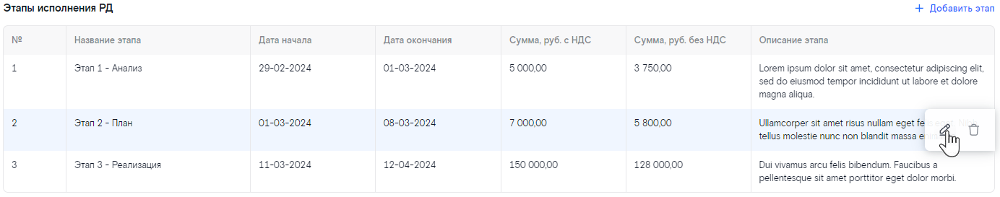 Этапы исполнения РД
Добавить этап
№ Название этапа Дата начала Дата окончания Сумма, руб. с НДС Сумма, руб. без НДС Описание этапа
1 Этап 1 - Анализ 29-02-2024 01-03-2024 5 000,00 3 750,00 Lorem ipsum dolor sit amet, consectetur adipiscing elit,
sed do eiusmod tempor incididunt ut labore et dolore
magna aliqua.
2 Этап 2 - План 01-03-2024 08-03-2024 7 000,00 5 800,00 Ullamcorper sit amet risus nullam eget
tellus molestie nunc non blandit massa
3 Этап 3 - Реализация 11-03-2024 12-04-2024 150 000,00 128 000,00 Dui vivamus arcu felis bibendum. Faucibus a
pellentesque sit amet porttitor eget dolor morbi.